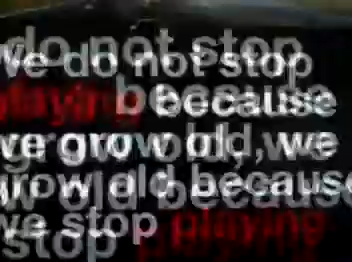 We do not stop
playing because
we grow old, we
grow old because
we stop playing